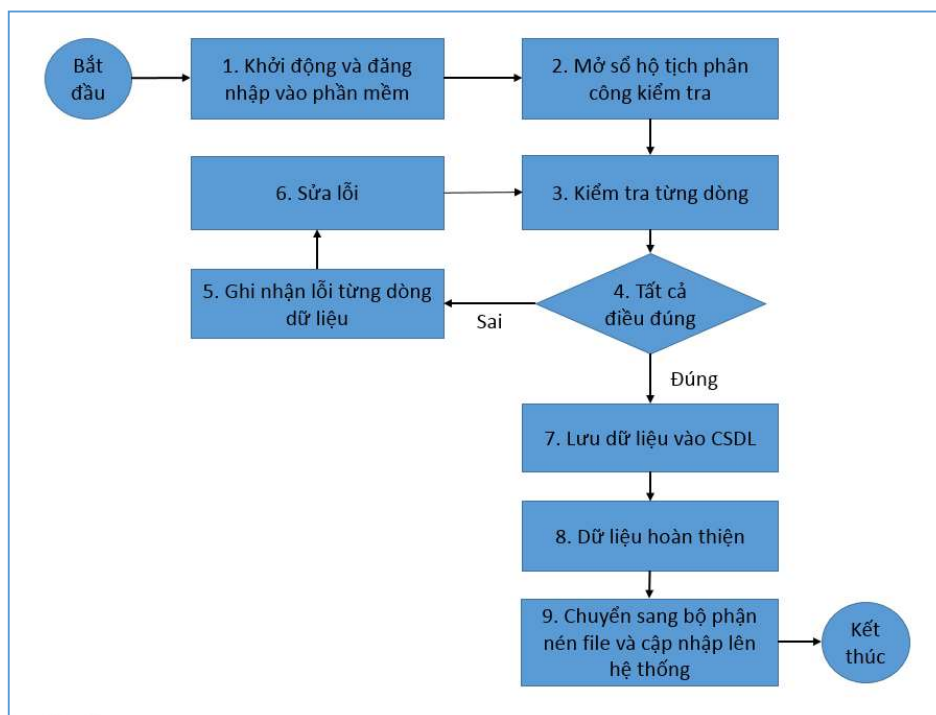 Bắt
đầu
1. Khởi động và đăng
nhập vào phần mềm
2. Mở sổ hộ tịch phân
công kiểm tra
6. Sửa lỗi
3. Kiểm tra từng dòng
5. Ghi nhận lỗi từng dòng
dữ liệu
Sai
4. Tất cả
điều đúng
Đúng
7. Lưu dữ liệu vào CSDL
8. Dữ liệu hoàn thiện
9. Chuyển sang bộ phận
nén file và cập nhập lên
hệ thống
Kết
thúc